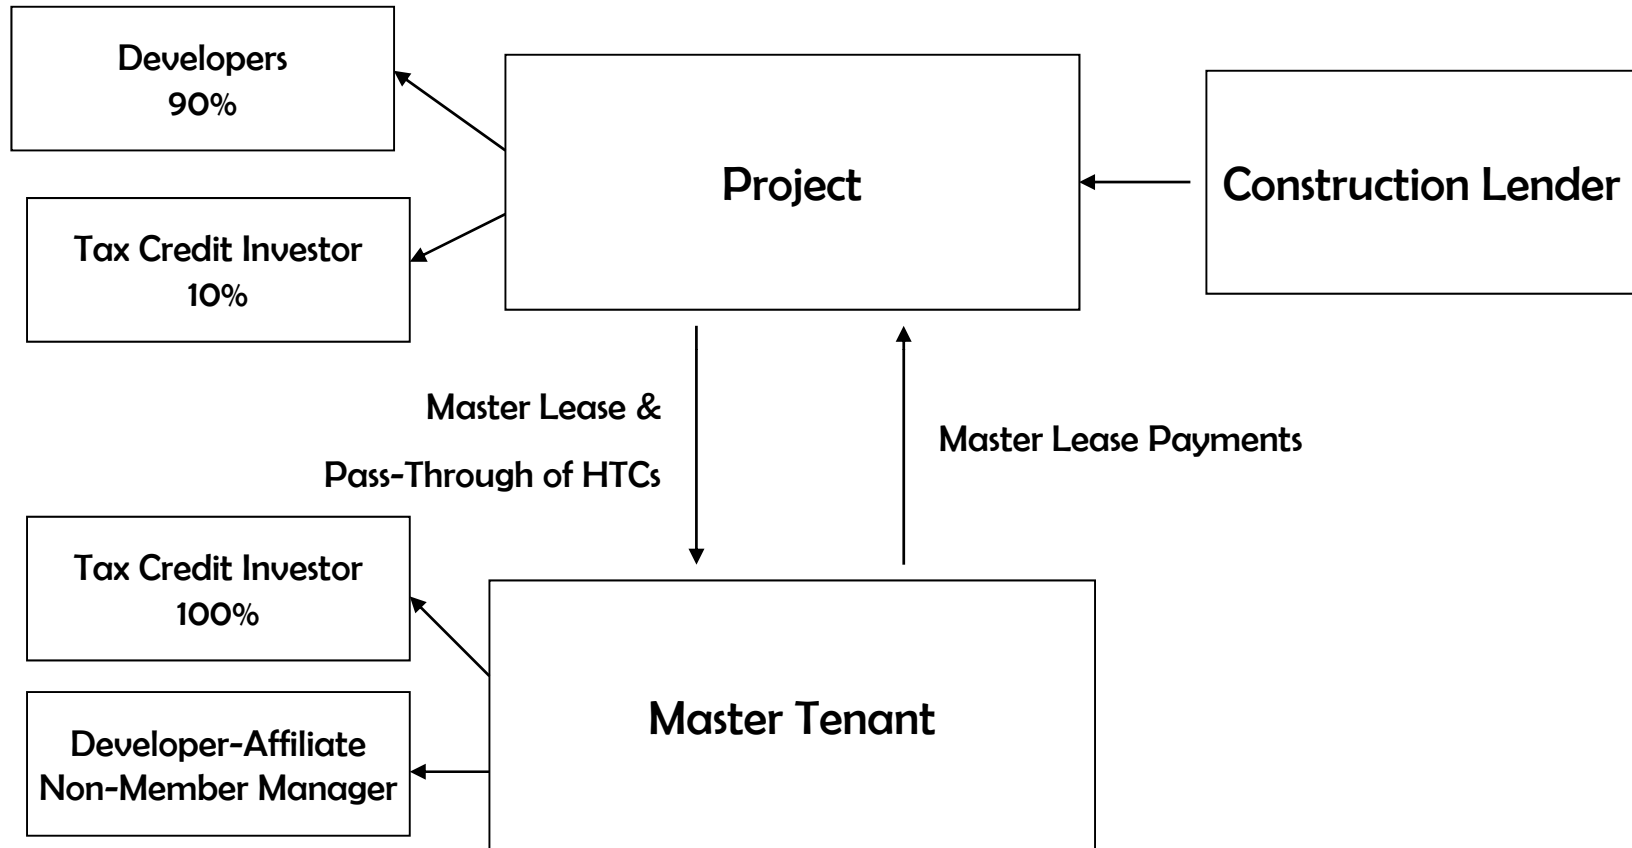 Developers
90%
Project
Construction Lender
Tax Credit Investor
10%
Master Lease &
Pass-Through of HTCs
Master Lease Payments
Tax Credit Investor
100%
Master Tenant
Developer-Affiliate
Non-Member Manager